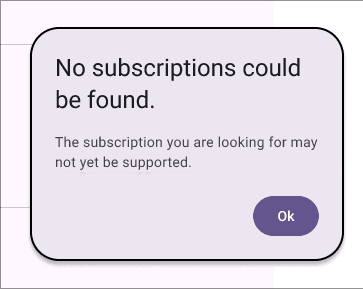 No subscriptions could
be found.
The subscription you are looking for may
not yet be supported.
Ok